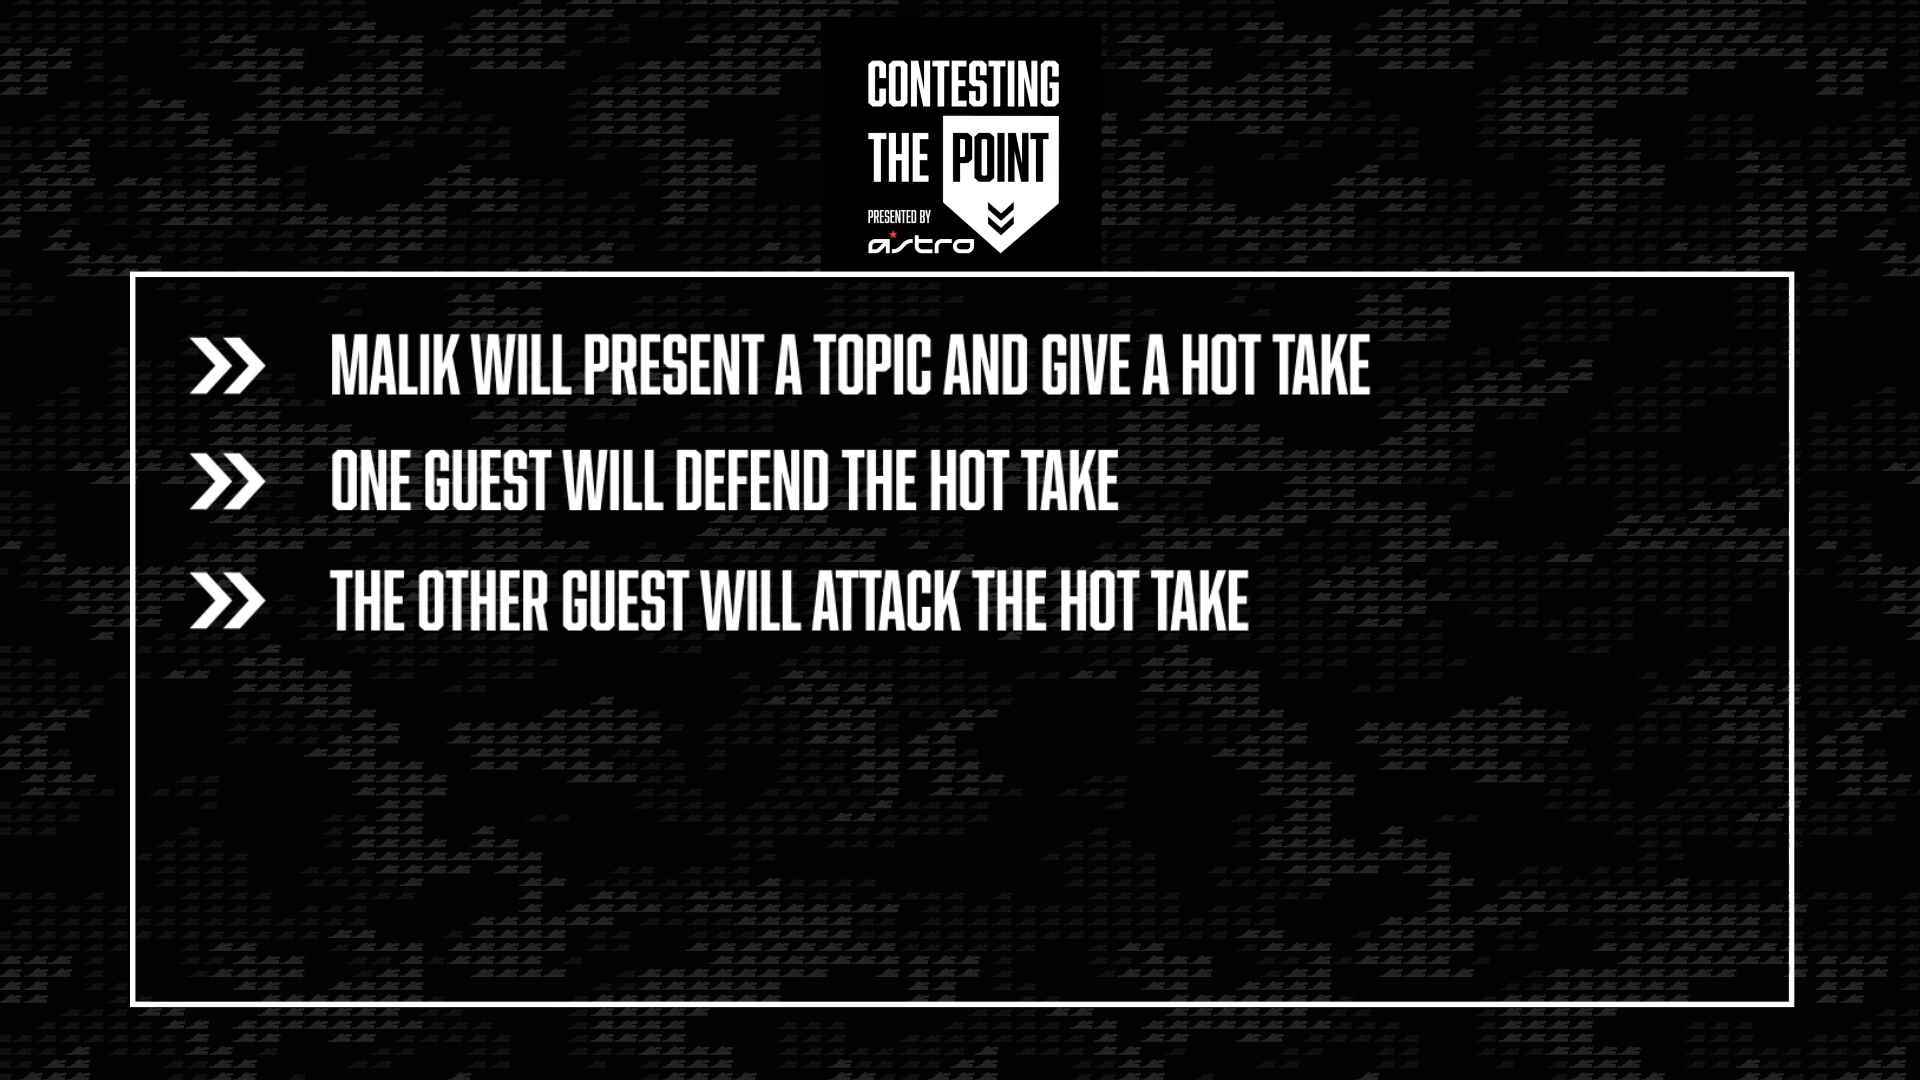 CONTESTING
THE POINT
PRESENTED BY
astro
MALIK WILL PRESENT A TOPIC AND GIVE A HOT TAKE
ONE GUEST WILL DEFEND THE HOT TAKE
THE OTHER GUEST WILL ATTACK THE HOT TAKE